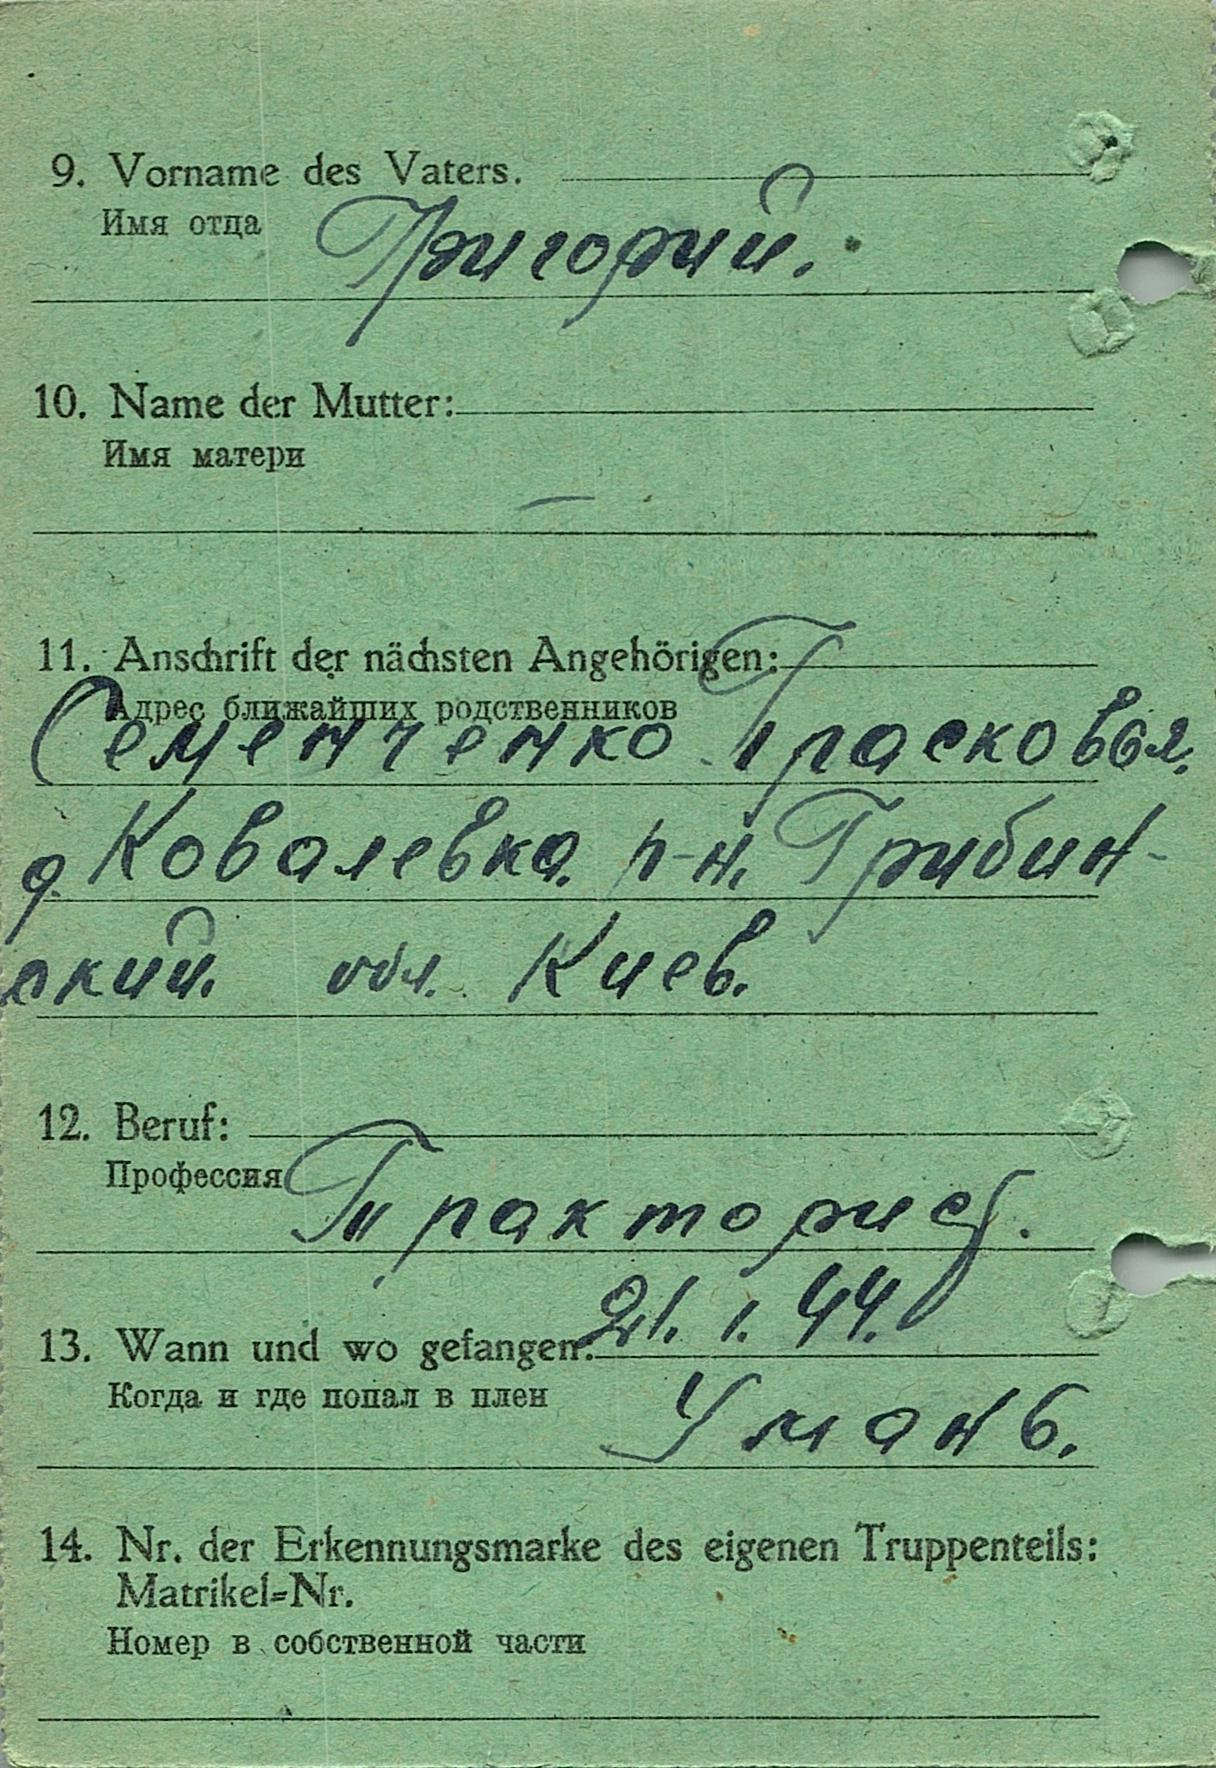 9. Vorname des Vaters.
Имя отца Григорий.
10. Name der Mutter:
Имя матери
—
11. Anschrift der nächsten Angehörigen:
Адрес ближайших родственников
Семенченко Прасковья.
д. Ковалевка. р-н. Грибин-
ский. обл. Киев.
12. Beruf:
Профессия Тракторист.
13. Wann und wo gefangen: 21. 1. 44.
Когда и где попал в плен Умань.
14. Nr. der Erkennungsmarke des eigenen Truppenteils:
Matrikel=Nr.
Номер в собственной части